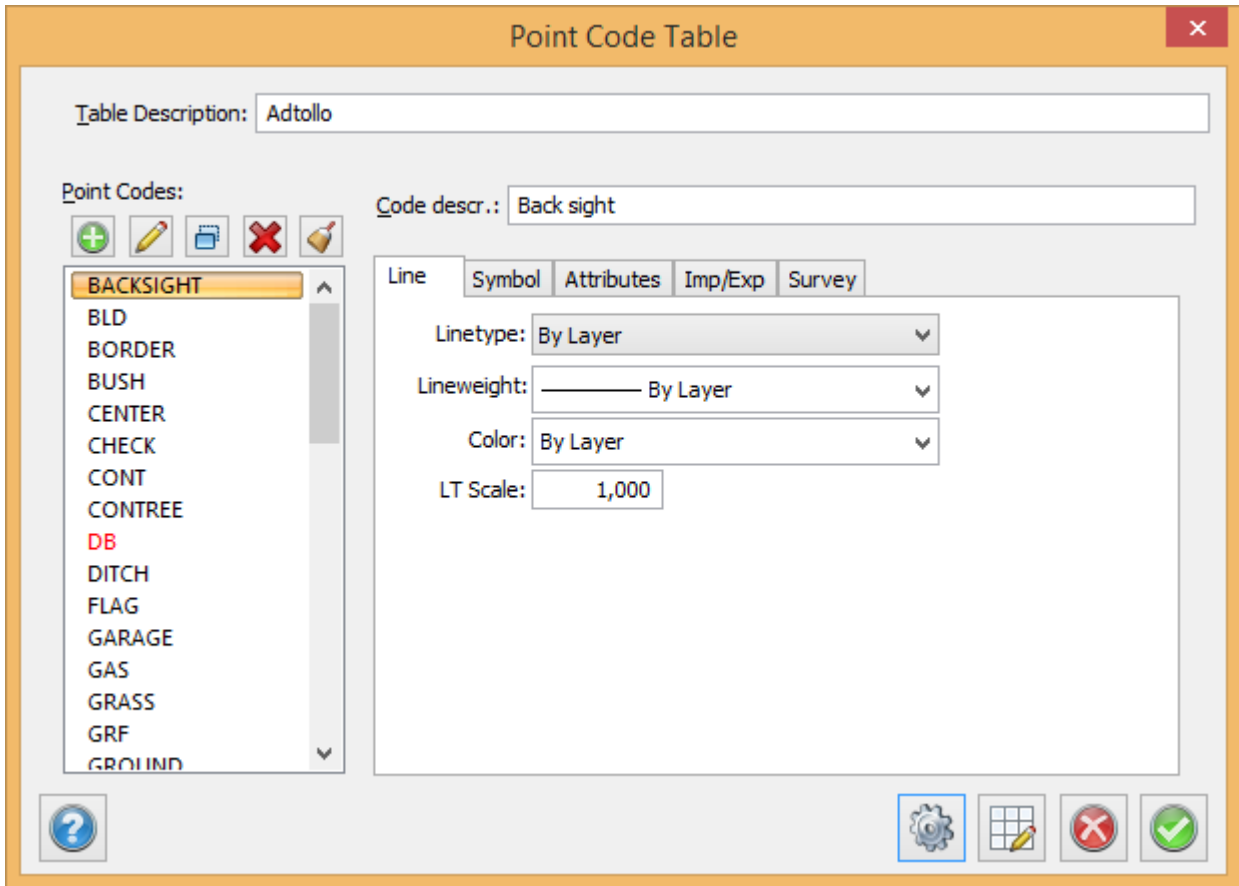 Point Code Table
Table Description: Adtollo
Point Codes:
Code descr.: Back sight
BACKSIGHT
BLD
BORDER
BUSH
CENTER
CHECK
CONT
CONTREE
DB
DITCH
FLAG
GARAGE
GAS
GRASS
GRF
GROUND
Line Symbol Attributes Imp/Exp Survey
Linetype: By Layer
Lineweight: By Layer
Color: By Layer
LT Scale: 1,000